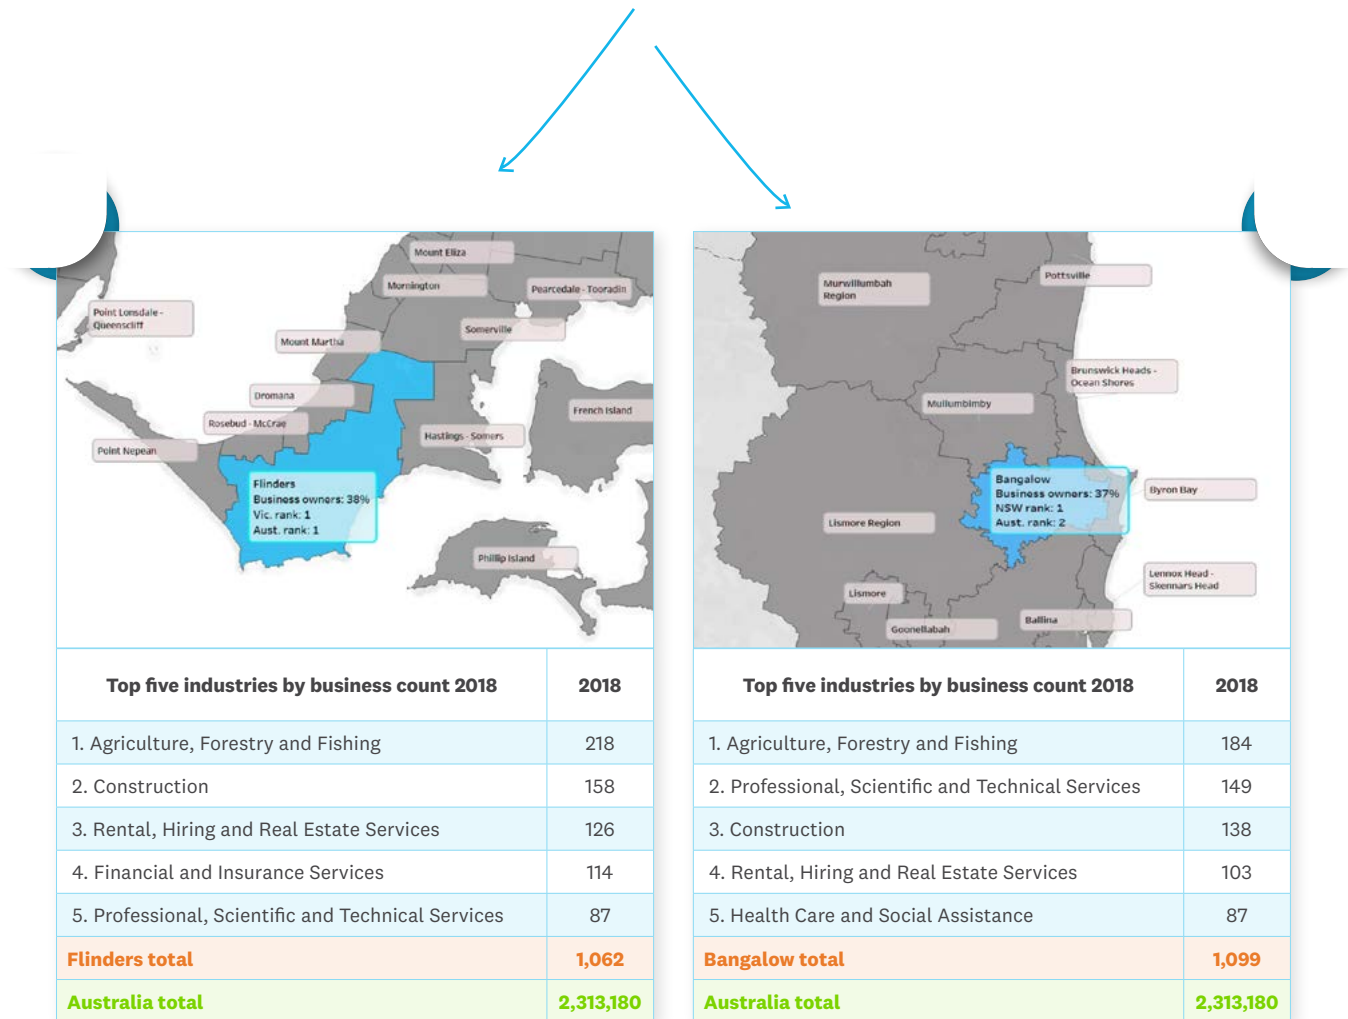 Mount Eliza
Mornington
Pearcedale - Tooradin
Point Lonsdale -
Queenscliff
Somerville
Mount Martha
Dromana
French Island
Rosebud - McCrae
Hastings - Somers
Point Nepean
Flinders
Business owners: 38%
Vic. rank: 1
Aust. rank: 1
Phillip Island
Top five industries by business count 2018 2018
1. Agriculture, Forestry and Fishing 218
2. Construction 158
3. Rental, Hiring and Real Estate Services 126
4. Financial and Insurance Services 114
5. Professional, Scientific and Technical Services 87
Flinders total 1,062
Australia total 2,313,180
Pottsville
Murwillumbah
Region
Brunswick Heads -
Ocean Shores
Mullumbimby
Bangalow
Business owners: 37%
NSW rank: 1
Aust. rank: 2
Byron Bay
Lismore Region
Lennox Head -
Skennars Head
Lismore
Ballina
Goonellabah
Top five industries by business count 2018 2018
1. Agriculture, Forestry and Fishing 184
2. Professional, Scientific and Technical Services 149
3. Construction 138
4. Rental, Hiring and Real Estate Services 103
5. Health Care and Social Assistance 87
Bangalow total 1,099
Australia total 2,313,180